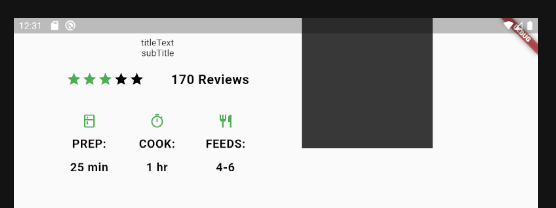 12:31
DEBUG
titleText
subTitle
170 Reviews
PREP: COOK: FEEDS:
25 min 1 hr 4-6